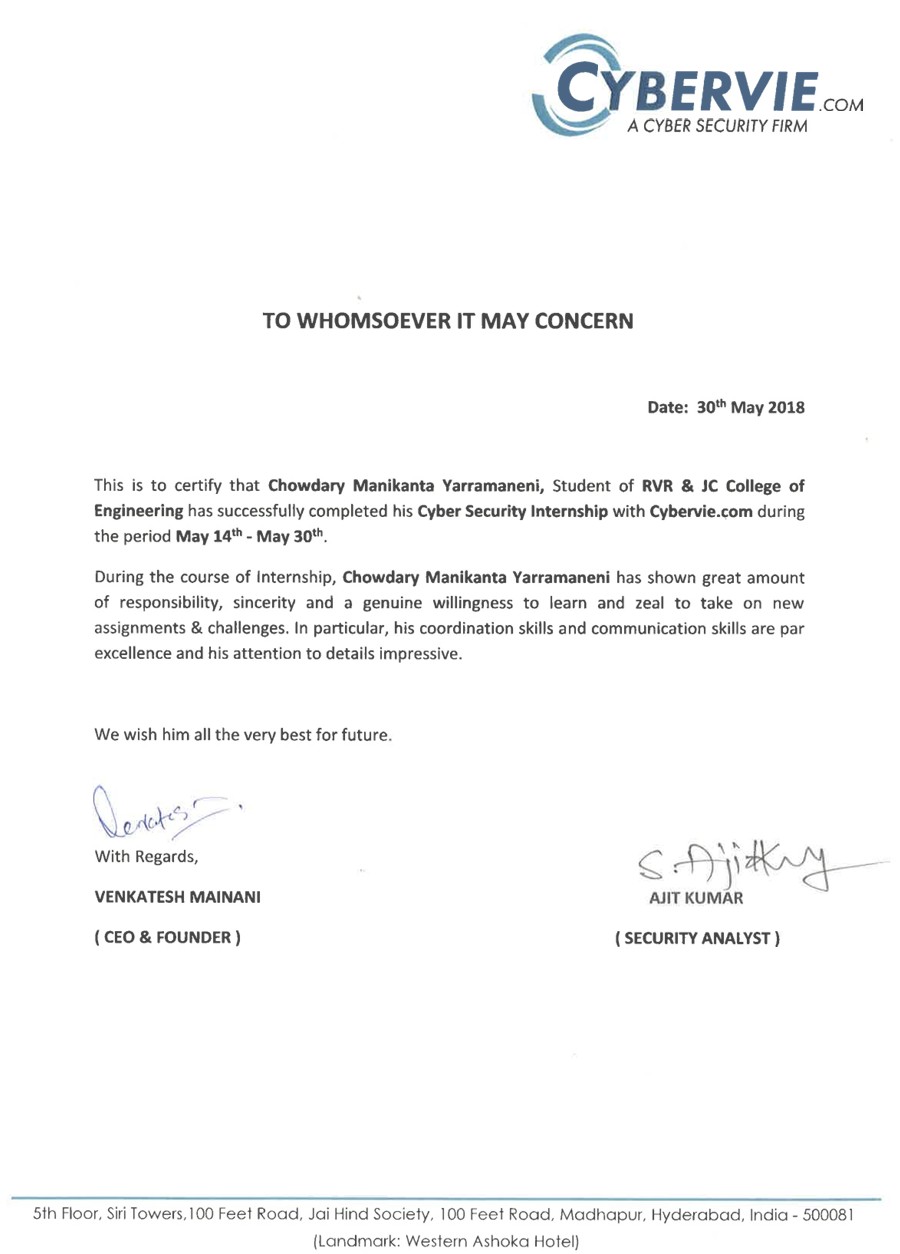 CYBERVIE.COM
A CYBER SECURITY FIRM
TO WHOMSOEVER IT MAY CONCERN
Date: 30th May 2018
This is to certify that Chowdary Manikanta Yarramaneni, Student of RVR & JC College of
Engineering has successfully completed his Cyber Security Internship with Cybervie.com during
the period May 14th - May 30th.
During the course of Internship, Chowdary Manikanta Yarramaneni has shown great amount
of responsibility, sincerity and a genuine willingness to learn and zeal to take on new
assignments & challenges. In particular, his coordination skills and communication skills are par
excellence and his attention to details impressive.
We wish him all the very best for future.
With Regards,
VENKATESH MAINANI
( CEO & FOUNDER )
S. Ajit
AJIT KUMAR
( SECURITY ANALYST )
5th Floor, Siri Towers,100 Feet Road, Jai Hind Society, 100 Feet Road, Madhapur, Hyderabad, India - 500081
(Landmark: Western Ashoka Hotel)